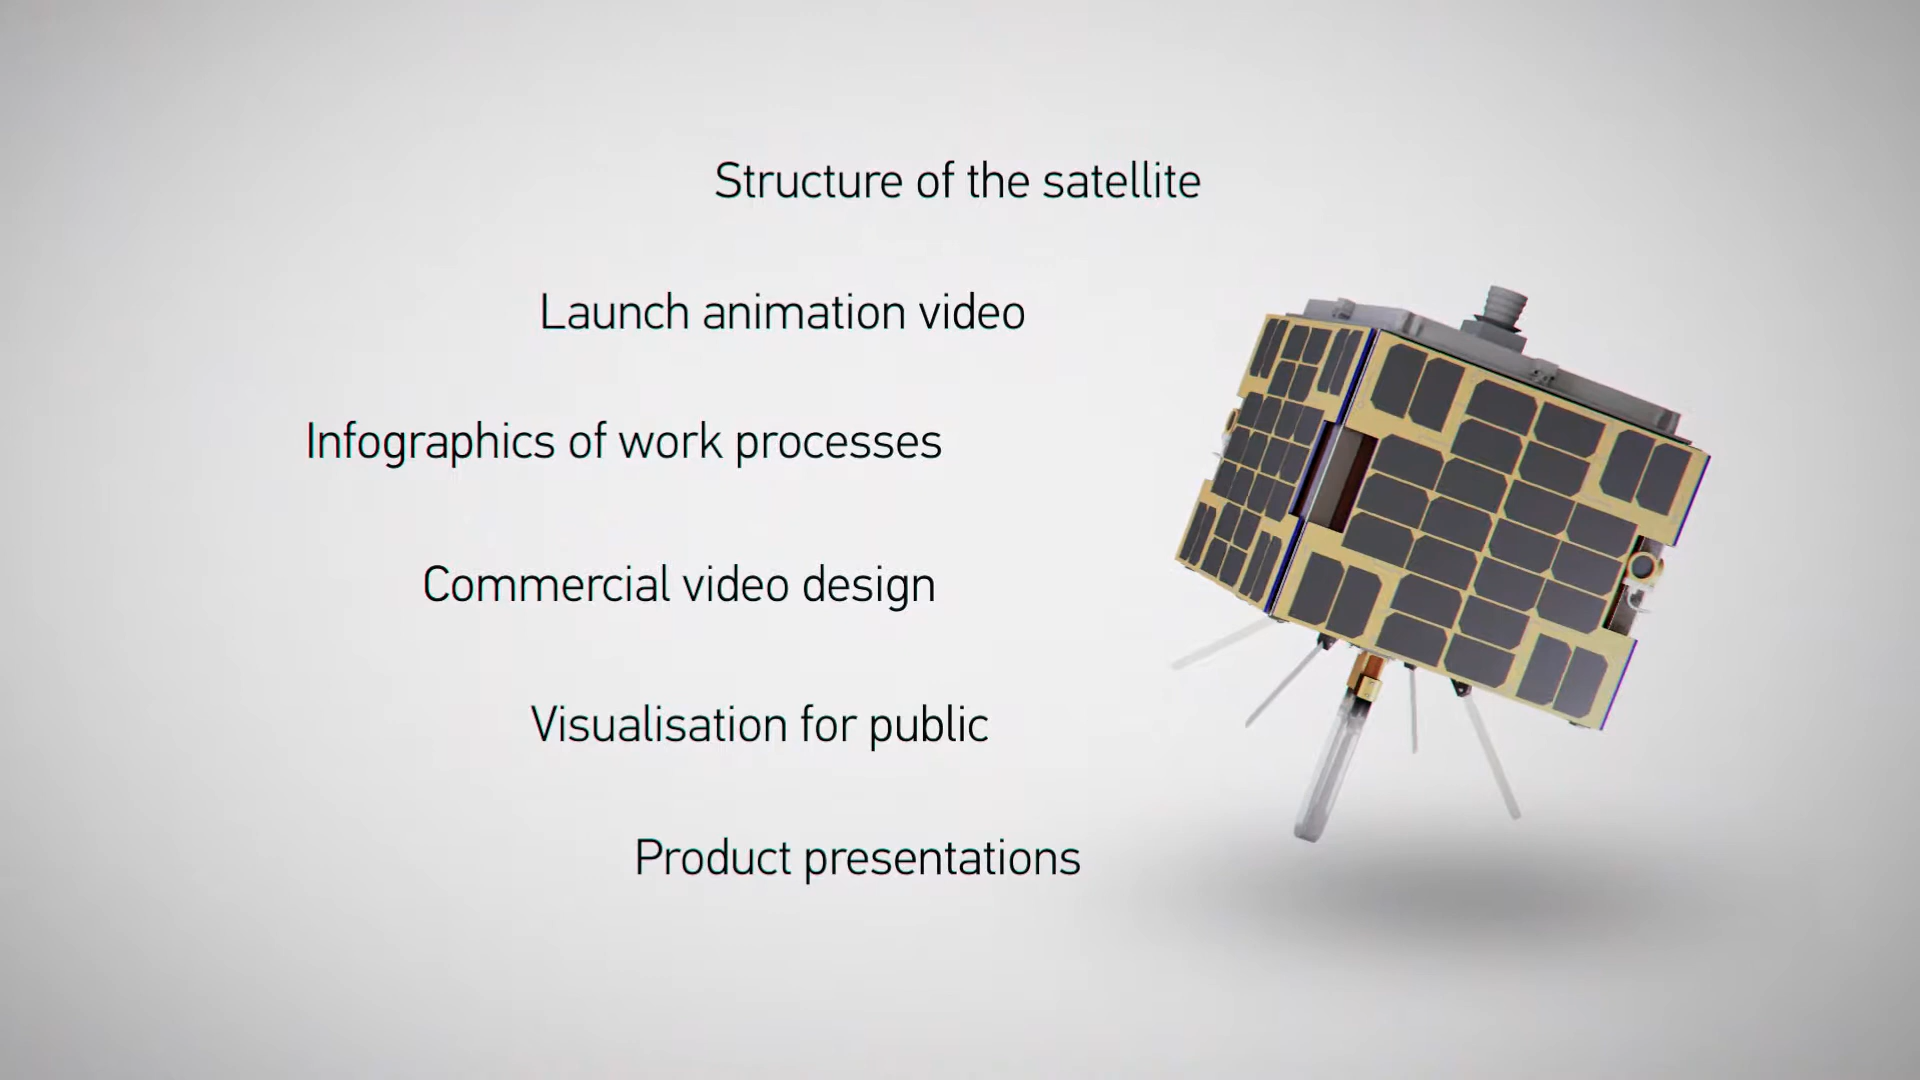 Structure of the satellite
Launch animation video
Infographics of work processes
Commercial video design
Visualisation for public
Product presentations